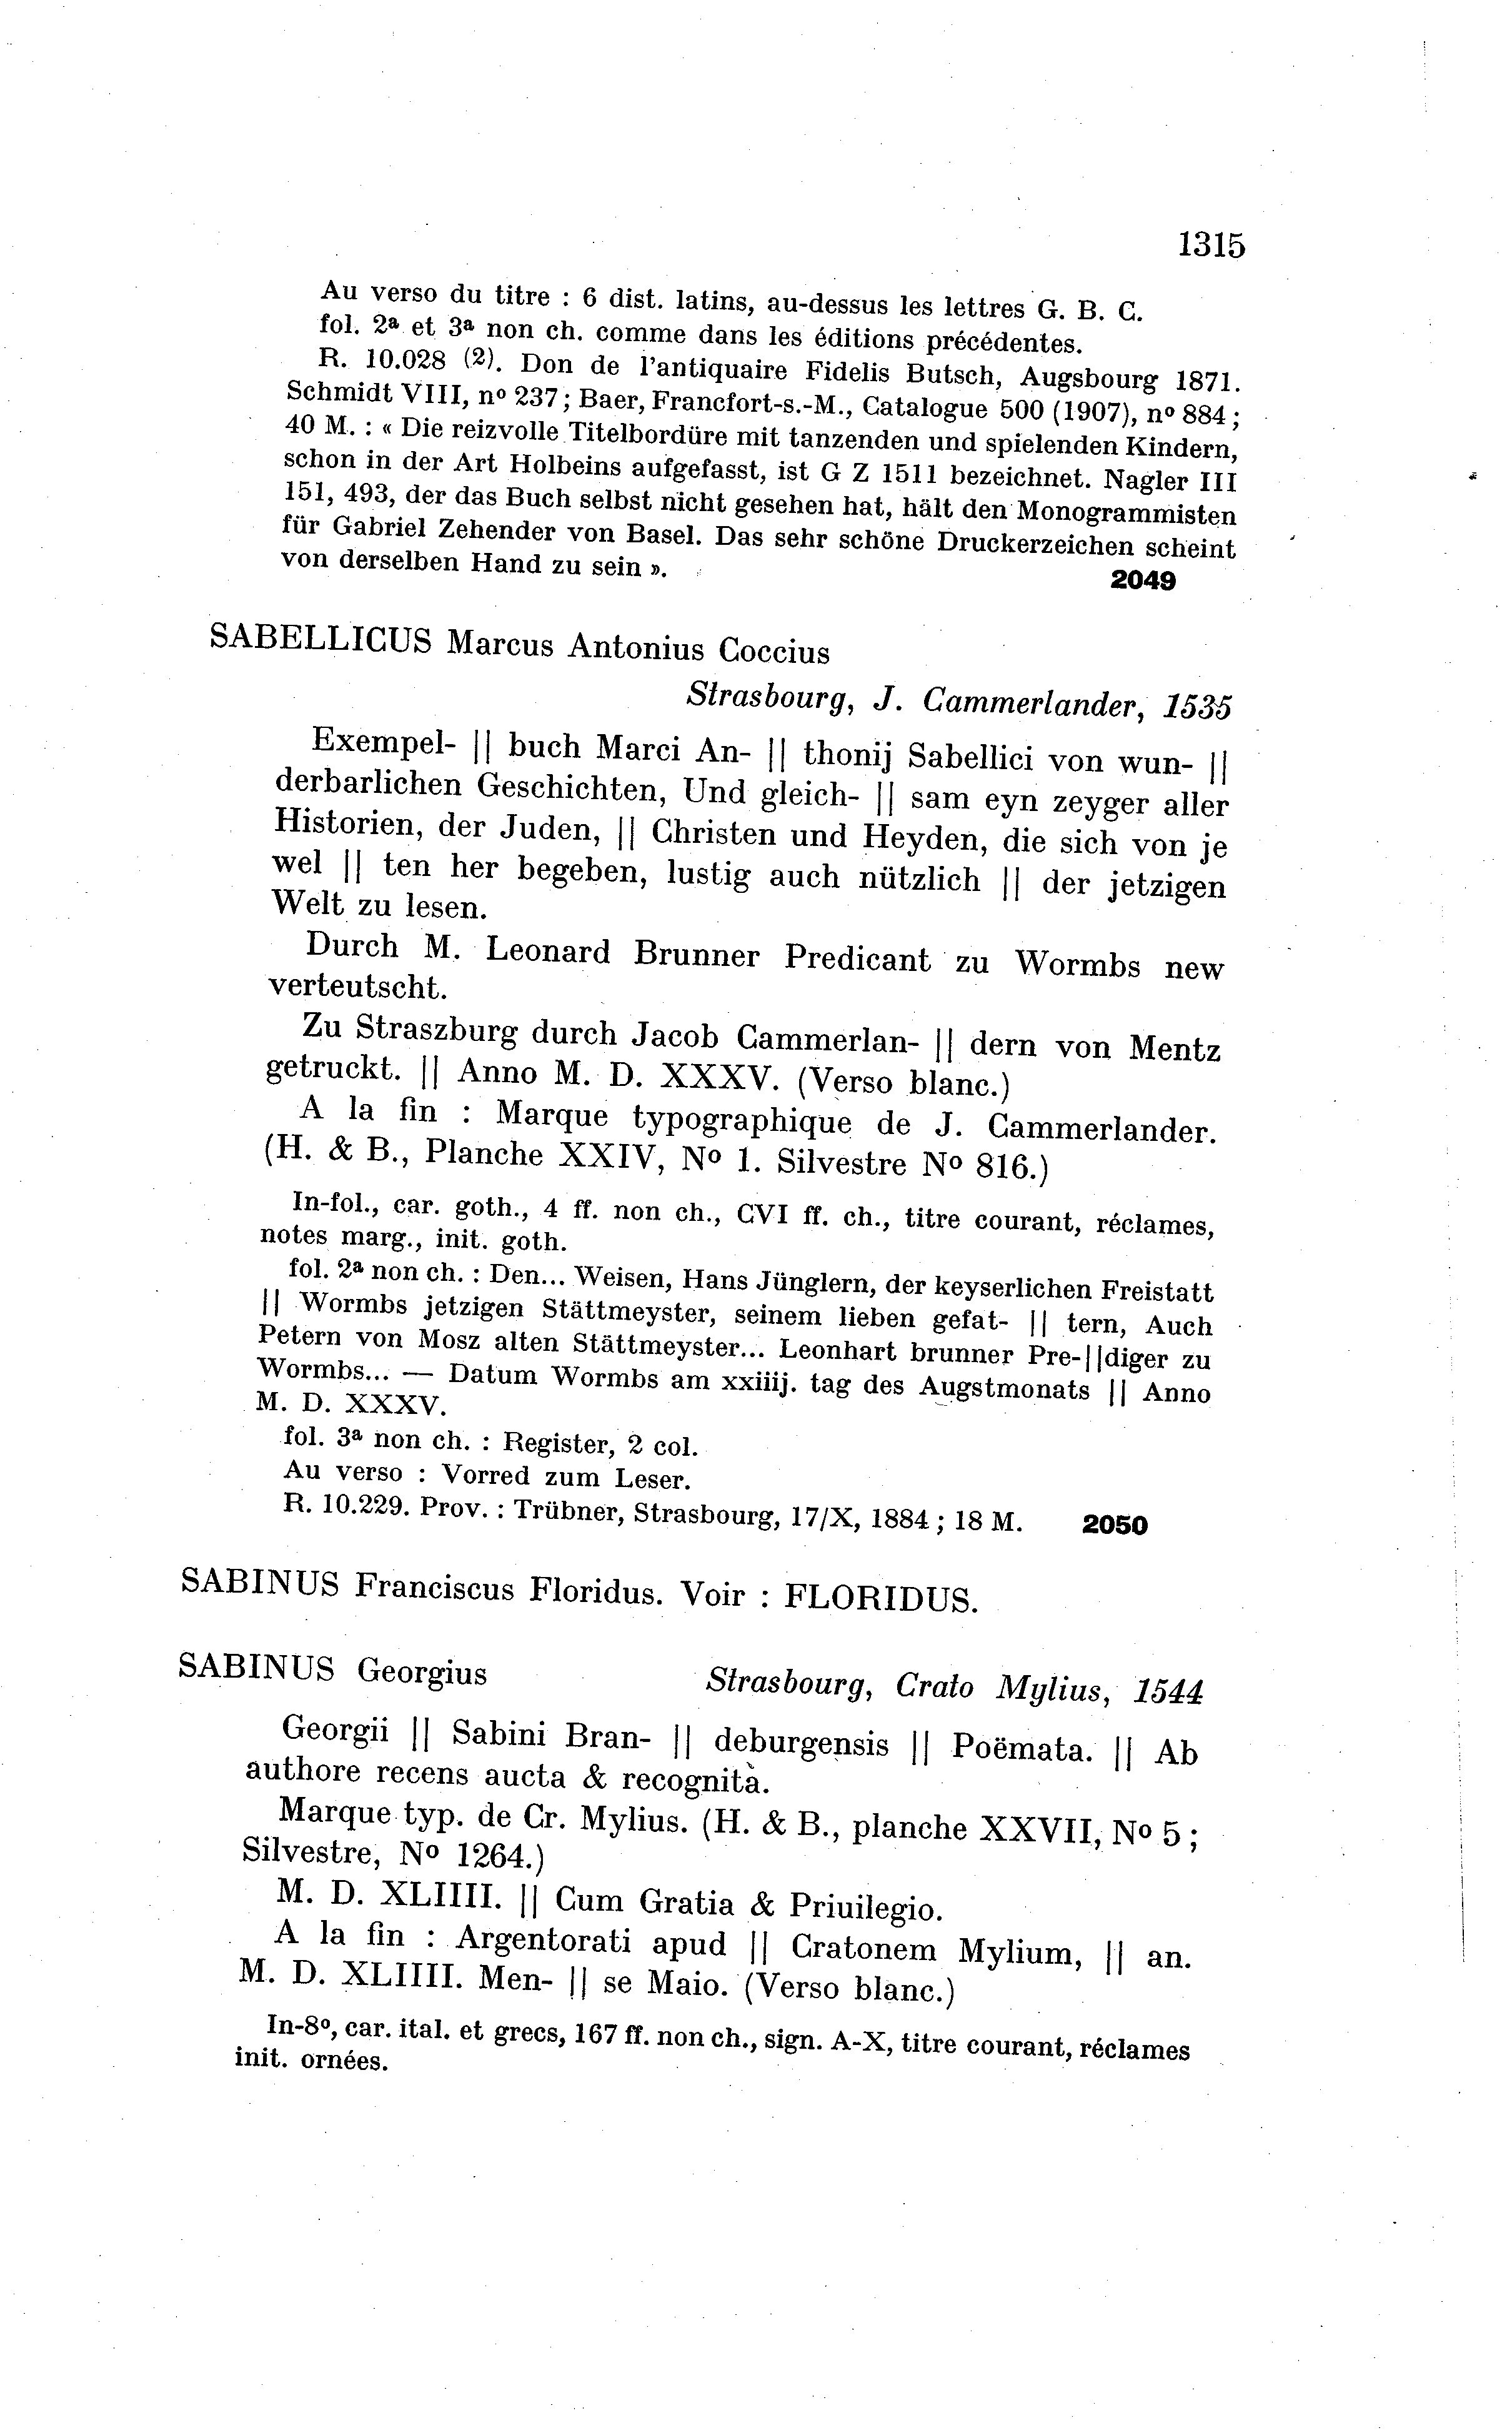 1315
Au verso du titre : 6 dist. latins, au-dessus les lettres G. B. C.
fol. 2ª et 3ª non ch. comme dans les éditions précédentes.
R. 10.028 (2). Don de l'antiquaire Fidelis Butsch, Augsbourg 1871.
Schmidt VIII, nº 237 ; Baer, Francfort-s.-M., Catalogue 500 (1907), nº 884 ;
40 M. : « Die reizvolle Titelbordüre mit tanzenden und spielenden Kindern,
schon in der Art Holbeins aufgefasst, ist G Z 1511 bezeichnet. Nagler III
151, 493, der das Buch selbst nicht gesehen hat, hält den Monogrammisten
für Gabriel Zehender von Basel. Das sehr schöne Druckerzeichen scheint
von derselben Hand zu sein ». 2049
SABELLICUS Marcus Antonius Coccius
Strasbourg, J. Cammerlander, 1535
Exempel- || buch Marci An- || thonij Sabellici von wun- ||
derbarlichen Geschichten, Und gleich- || sam eyn zeyger aller
Historien, der Juden, || Christen und Heyden, die sich von je
wel || ten her begeben, lustig auch nützlich || der jetzigen
Welt zu lesen.
Durch M. Leonard Brunner Predicant zu Wormbs new
verteutscht.
Zu Straszburg durch Jacob Cammerlan- || dern von Mentz
getruckt. || Anno M. D. XXXV. (Verso blanc.)
A la fin : Marque typographique de J. Cammerlander.
(H. & B., Planche XXIV, Nº 1. Silvestre Nº 816.)
In-fol., car. goth., 4 ff. non ch., CVI ff. ch., titre courant, réclames,
notes marg., init. goth.
fol. 2ª non ch. : Den... Weisen, Hans Jünglern, der keyserlichen Freistatt
|| Wormbs jetzigen Stättmeyster, seinem lieben gefat- || tern, Auch
Petern von Mosz alten Stättmeyster... Leonhart brunner Pre-||diger zu
Wormbs... — Datum Wormbs am xxiiij. tag des Augstmonats || Anno
M. D. XXXV.
fol. 3ª non ch. : Register, 2 col.
Au verso : Vorred zum Leser.
R. 10.229. Prov. : Trübner, Strasbourg, 17/X, 1884 ; 18 M. 2050
SABINUS Franciscus Floridus. Voir : FLORIDUS.
SABINUS Georgius Strasbourg, Crato Mylius, 1544
Georgii || Sabini Bran- || deburgensis || Poëmata. || Ab
authore recens aucta & recognità.
Marque typ. de Cr. Mylius. (H. & B., planche XXVII, Nº 5 ;
Silvestre, Nº 1264.)
M. D. XLIIII. || Cum Gratia & Priuilegio.
A la fin : Argentorati apud || Cratonem Mylium, || an.
M. D. XLIIII. Men- || se Maio. (Verso blanc.)
In-8º, car. ital. et grecs, 167 ff. non ch., sign. A-X, titre courant, réclames
init. ornées.